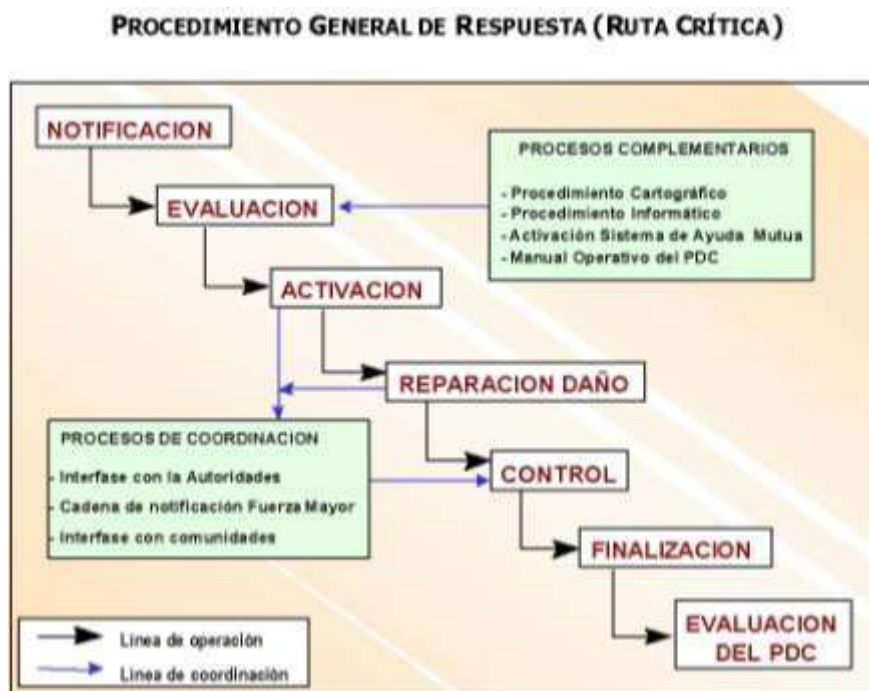 PROCEDIMIENTO GENERAL DE RESPUESTA (RUTA CRÍTICA)
NOTIFICACION
PROCESOS COMPLEMENTARIOS
- Procedimiento Cartográfico
- Procedimiento Informático
- Activación Sistema de Ayuda Mutua
- Manual Operativo del PDC
EVALUACION
ACTIVACION
REPARACION DAÑO
PROCESOS DE COORDINACION
- Interfase con la Autoridades
- Cadena de notificación Fuerza Mayor
- Interfase con comunidades
CONTROL
FINALIZACION
EVALUACION
DEL PDC
Linea de operación
Linea de coordinación